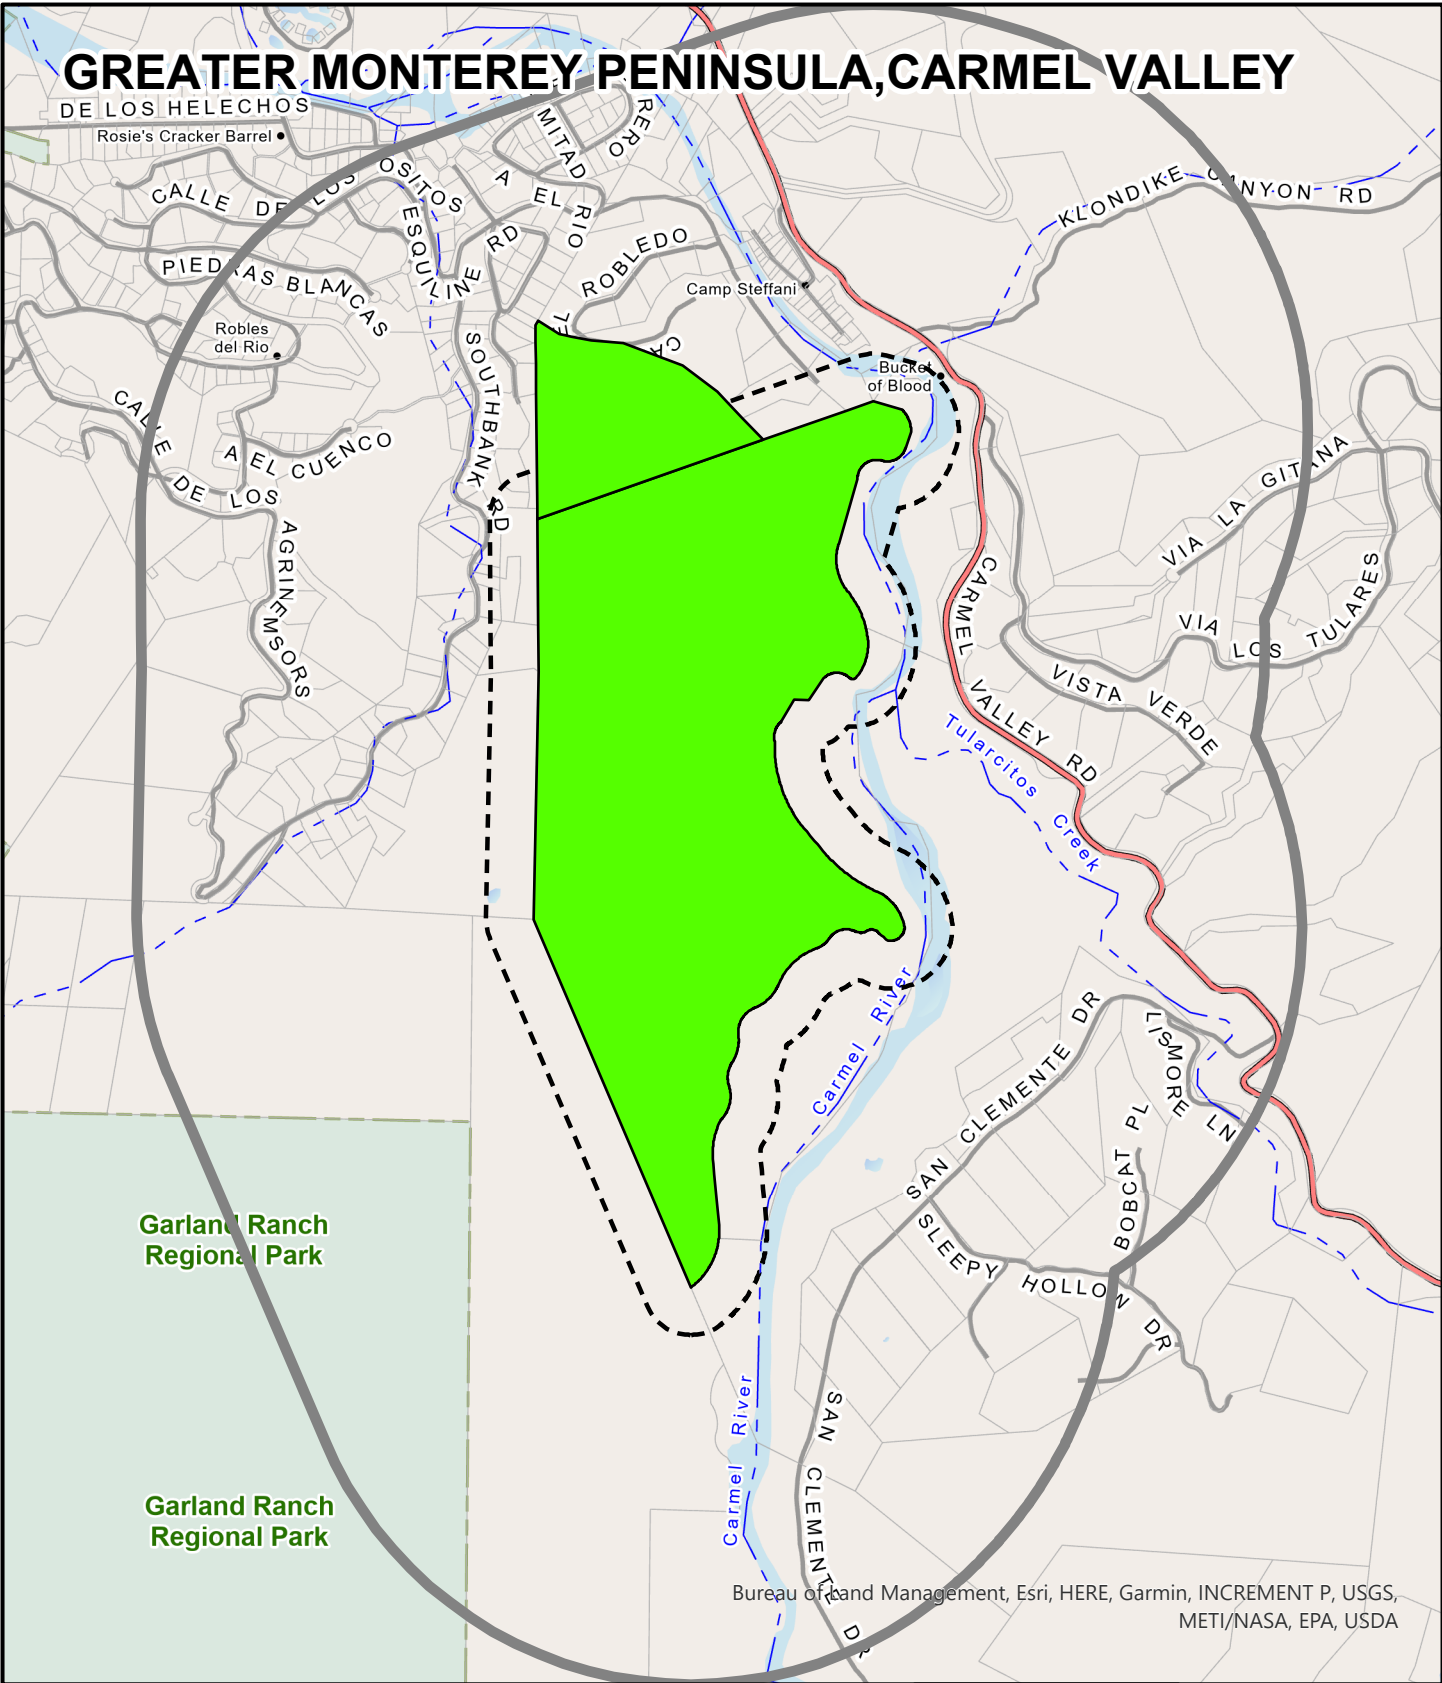 GREATER MONTEREY PENINSULA,CARMEL VALLEY
DE LOS HELECHOS
Rosie's Cracker Barrel
MITAD
RERO
CALLE DE LOS OSITOS
A EL RIO
ESQUILINE RD
PIEDRAS BLANCAS
ROBLEDO
KLONDIKE CANYON RD
Camp Steffani
Robles
del Rio
TE
CA
SOUTHBANK RD
Bucket
of Blood
CALLE DE LOS AGRINEMSORS
A EL CUENCO
VIA LA GITANA
VIA LOS TULARES
CARMEL VALLEY RD
VISTA VERDE
Tularcitos Creek
Carmel River
SAN CLEMENTE DR
LISMORE LN
BOBCAT PL
SLEEPY HOLLOW DR
Garland Ranch
Regional Park
Carmel River
SAN CLEMENTE DR
Garland Ranch
Regional Park
Bureau of Land Management, Esri, HERE, Garmin, INCREMENT P, USGS,
METI/NASA, EPA, USDA